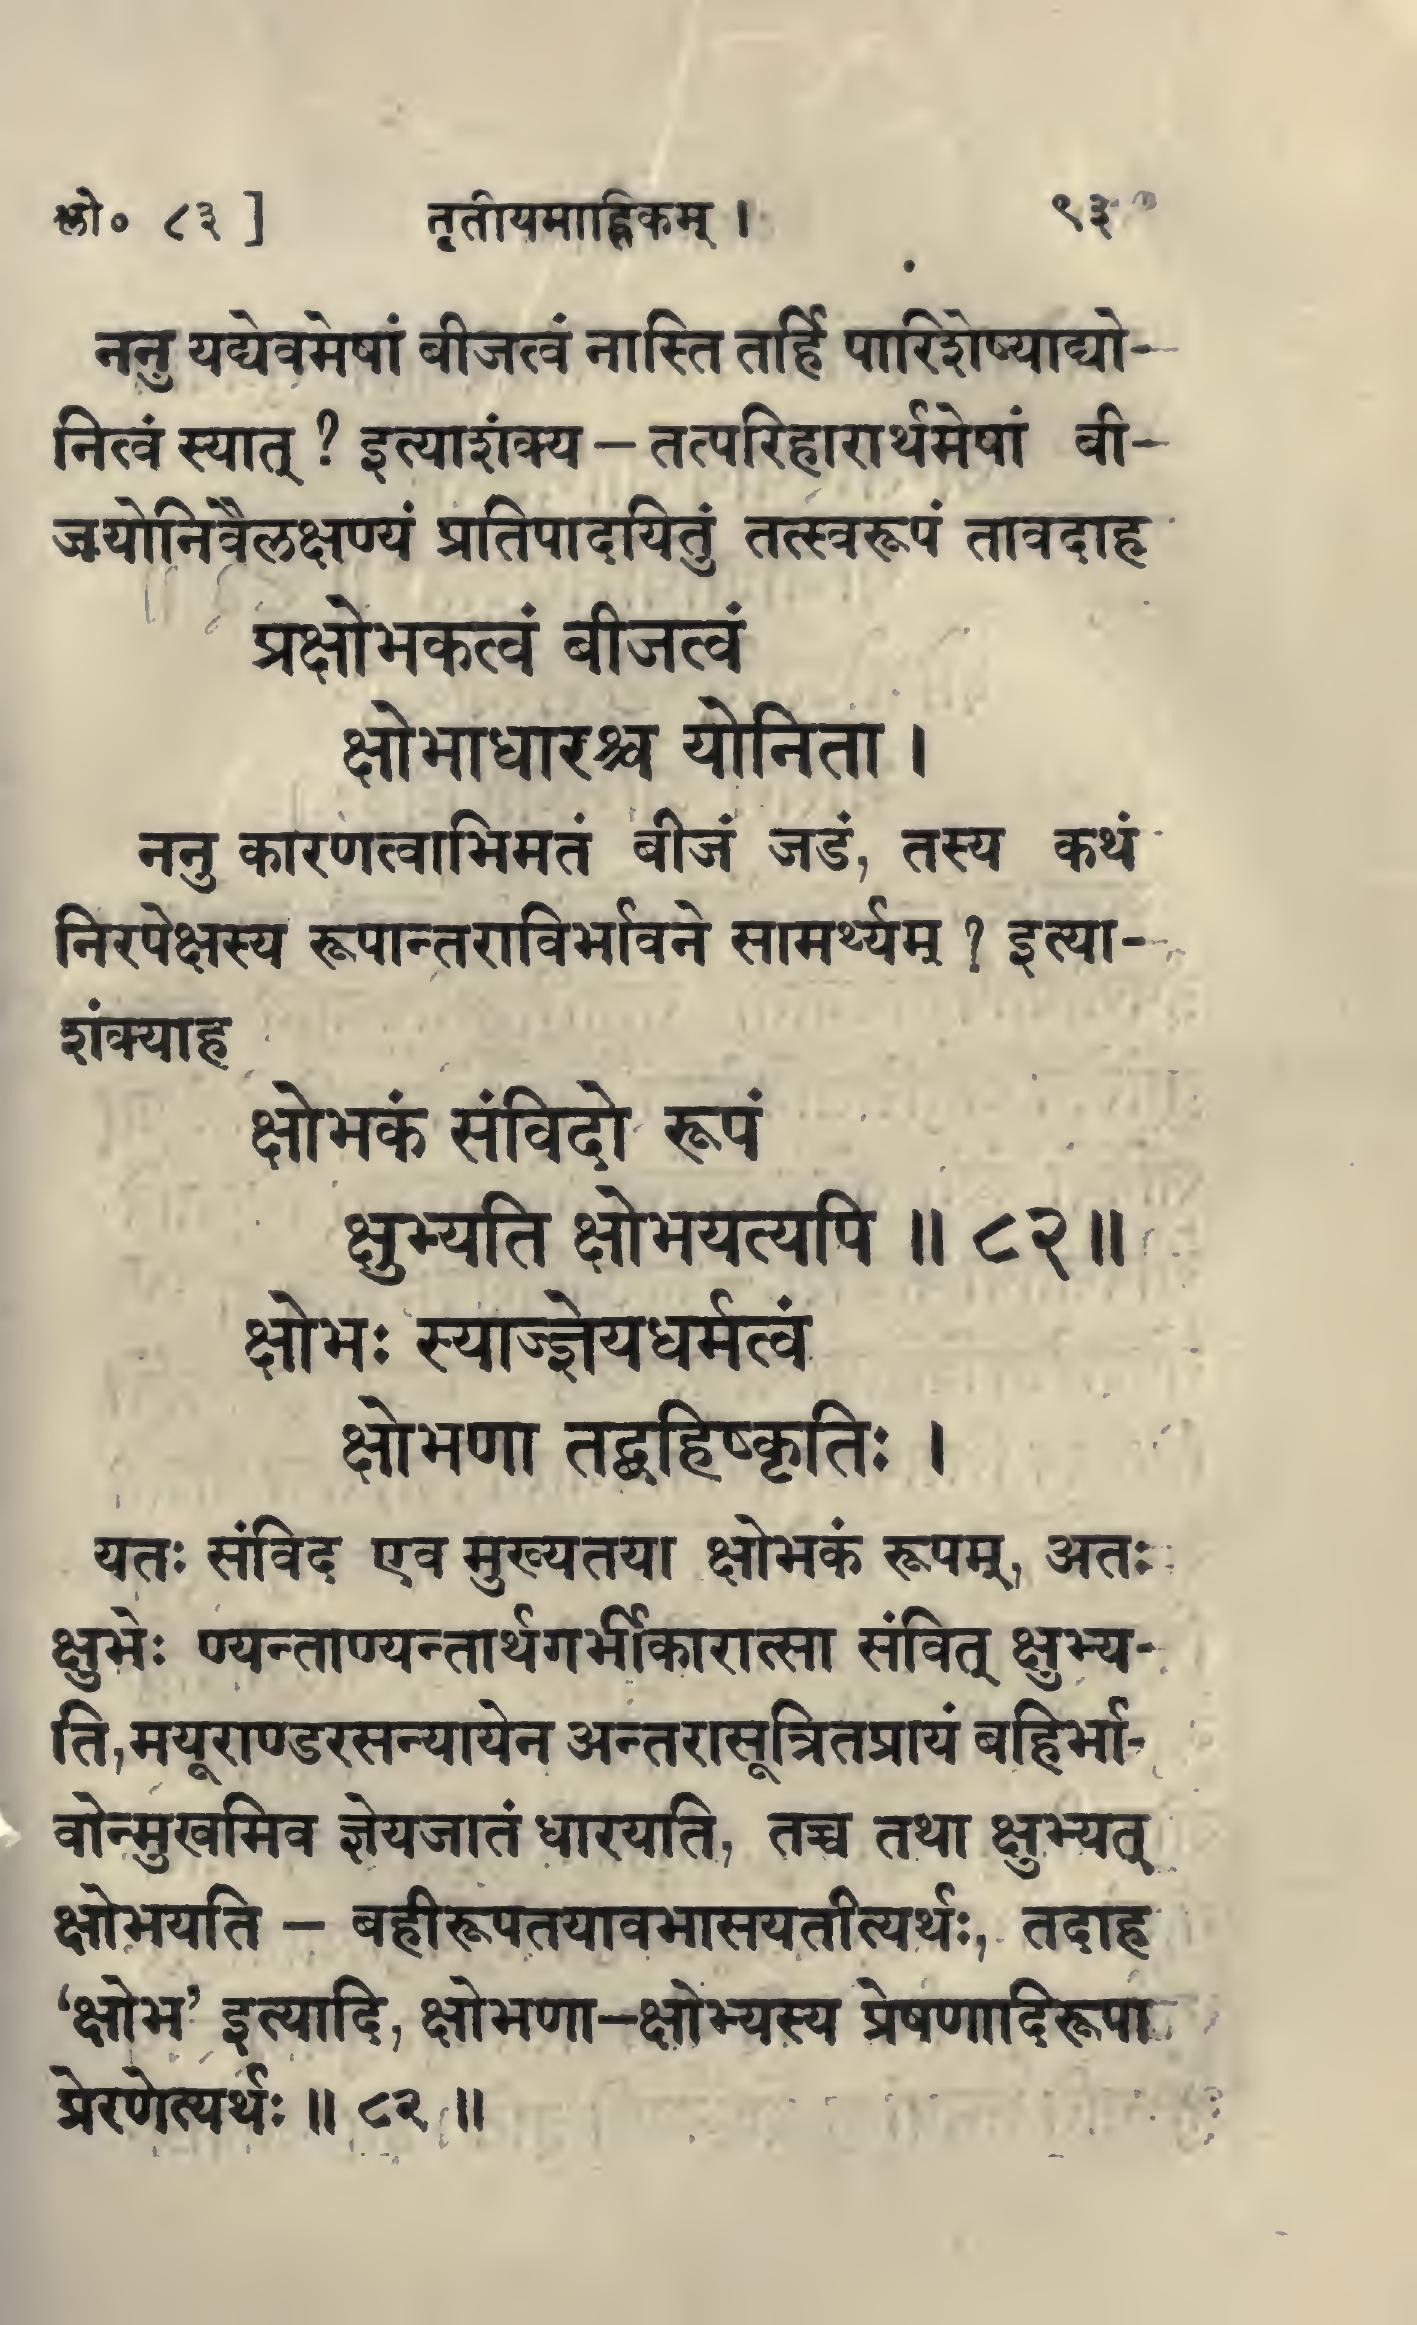 श्लो० ८३ ] तृतीयमाह्निकम् । ९३
ननु यद्येवमेषां बीजत्वं नास्ति तर्हि पारिशेष्याद्यो-
नित्वं स्यात् ? इत्याशंक्य – तत्परिहारार्थमेषां बी-
जयोनिवैलक्षण्यं प्रतिपादयितुं तत्स्वरूपं तावदाह
प्रक्षोभकत्वं बीजत्वं
क्षोभाधारश्च योनिता ।
ननु कारणत्वाभिमतं बीजं जडं, तस्य कथं
निरपेक्षस्य रूपान्तराविर्भावने सामर्थ्यम् ? इत्या-
शंक्याह
क्षोभकं संविदो रूपं
क्षुभ्यति क्षोभयत्यपि ॥ ८२ ॥
क्षोभः स्याज्ज्ञेयधर्मत्वं
क्षोभणा तद्बहिष्कृतिः ।
यतः संविद एव मुख्यतया क्षोभकं रूपम्, अतः
क्षुभेः ण्यन्ताण्यन्तार्थगर्भीकारात्सा संवित् क्षुभ्य-
ति, मयूराण्डरसन्यायेन अन्तरासूत्रितप्रायं बहिर्भा-
वोन्मुखमिव ज्ञेयजातं धारयति, तच्च तथा क्षुभ्यत्
क्षोभयति – बहीरूपतयावभासयतीत्यर्थः, तदाह
‘क्षोभ’ इत्यादि, क्षोभणा–क्षोभ्यस्य प्रेषणादिरूपा
प्रेरणेत्यर्थः ॥ ८२ ॥